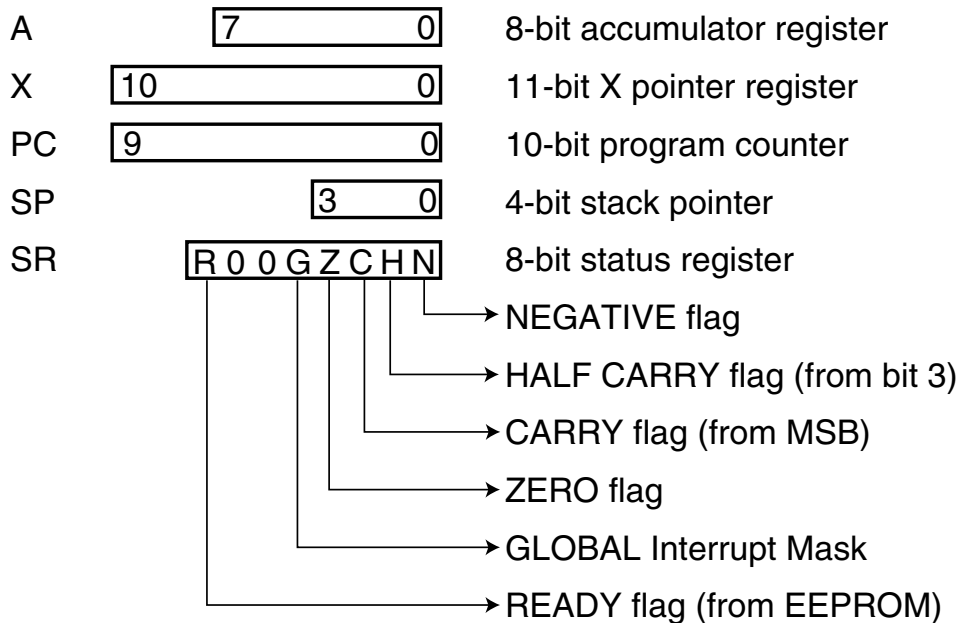 A 7 0 8-bit accumulator register
X 10 0 11-bit X pointer register
PC 9 0 10-bit program counter
SP 3 0 4-bit stack pointer
SR R 0 0 G Z C H N 8-bit status register
NEGATIVE flag
HALF CARRY flag (from bit 3)
CARRY flag (from MSB)
ZERO flag
GLOBAL Interrupt Mask
READY flag (from EEPROM)